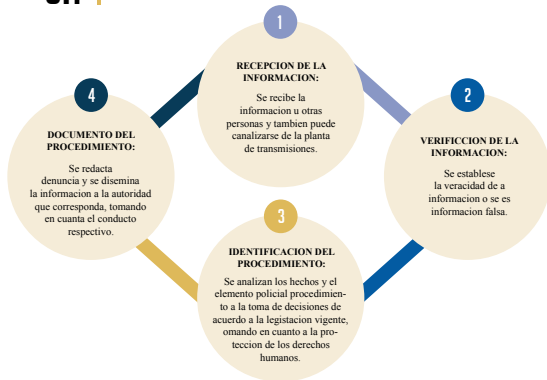 1
RECEPCION DE LA
INFORMACION:
Se recibe la
informacion u otras
personas y tambien puede
canalizarse de la planta
de transmisiones.
2
VERIFICCION DE LA
INFORMACION:
Se establese
la veracidad de a
informacion o se es
informacion falsa.
3
IDENTIFICACION DEL
PROCEDIMIENTO:
Se analizan los hechos y el
elemento policial procedimien-
to a la toma de decisiones de
acuerdo a la legistacion vigente,
omando en cuanto a la pro-
teccion de los derechos
humanos.
4
DOCUMENTO DEL
PROCEDIMIENTO:
Se redacta
denuncia y se disemina
la informacion a la autoridad
que corresponda, tomando
en cuanta el conducto
respectivo.